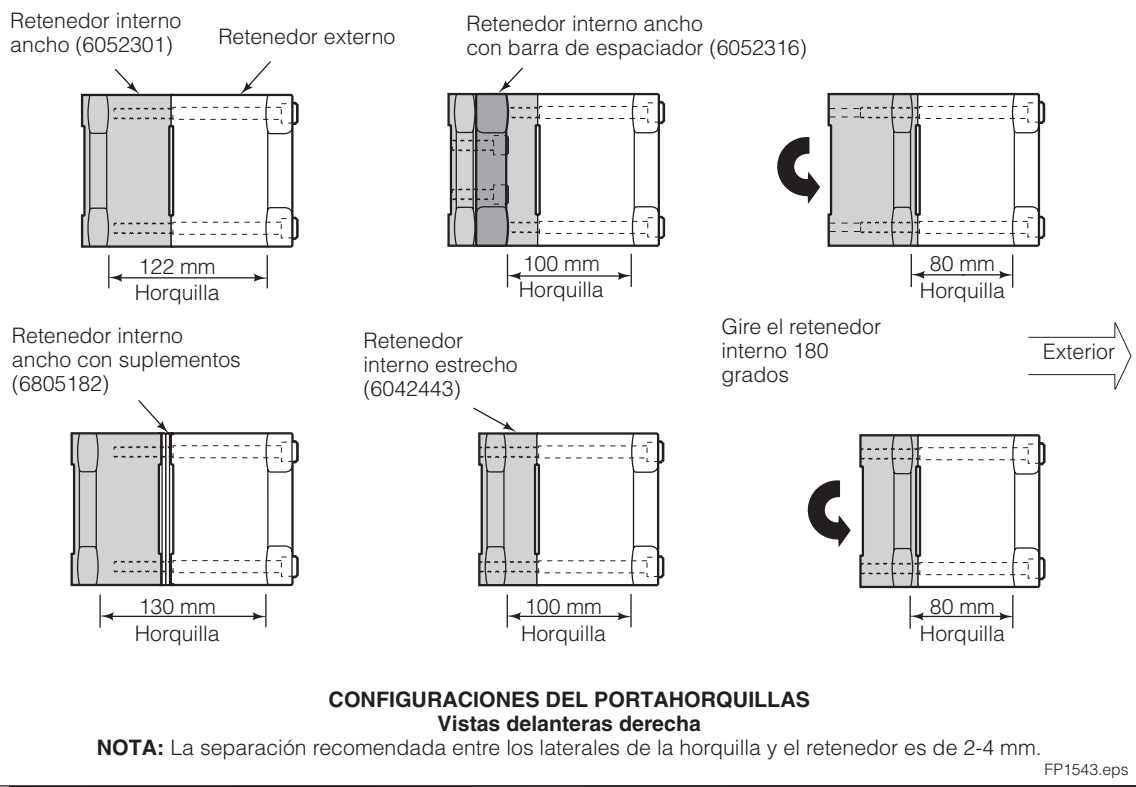 Retenedor interno
ancho (6052301)
Retenedor externo
Retenedor interno ancho
con barra de espaciador (6052316)
122 mm
Horquilla
100 mm
Horquilla
80 mm
Horquilla
Retenedor interno
ancho con suplementos
(6805182)
Retenedor
interno estrecho
(6042443)
Gire el retenedor
interno 180
grados
Exterior
130 mm
Horquilla
100 mm
Horquilla
80 mm
Horquilla
CONFIGURACIONES DEL PORTAHORQUILLAS
Vistas delanteras derecha
NOTA: La separación recomendada entre los laterales de la horquilla y el retenedor es de 2-4 mm.
FP1543.eps